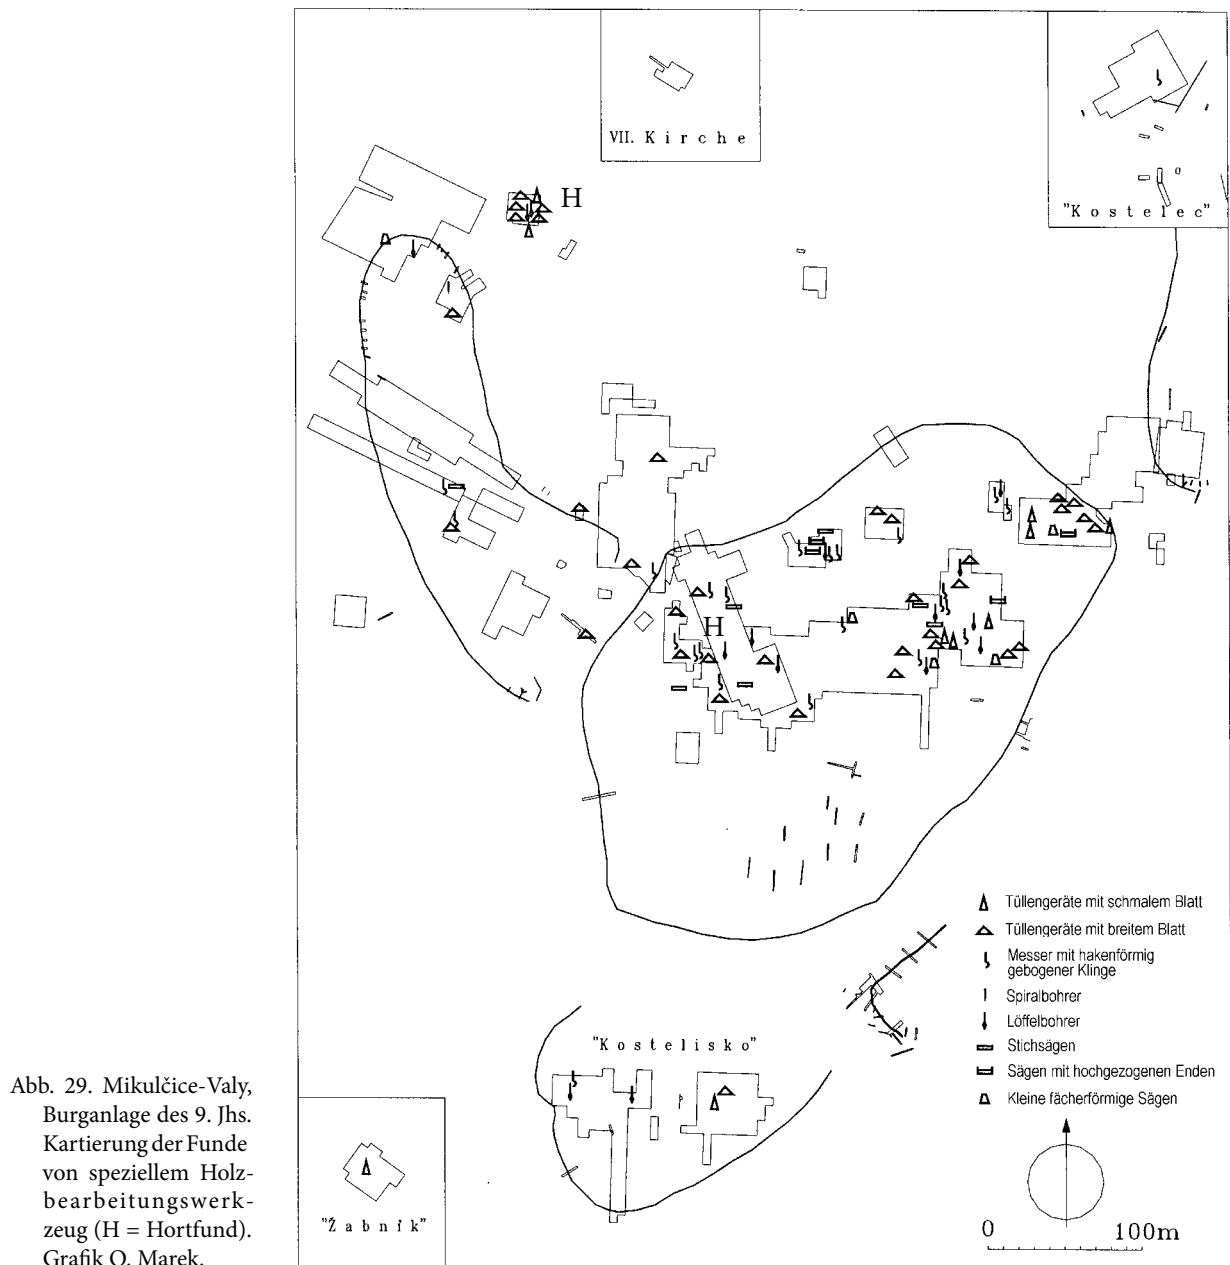 VII. Kirche
"Kostelec"
H
H
Tüllengeräte mit schmalem Blatt
Tüllengeräte mit breitem Blatt
Messer mit hakenförmig
gebogener Klinge
Spiralbohrer
Löffelbohrer
Stichsägen
Sägen mit hochgezogenen Enden
Kleine fächerförmige Sägen
"Kostelisko"
"Žabník"
0 100m
Abb. 29. Mikulčice-Valy,
Burganlage des 9. Jhs.
Kartierung der Funde
von speziellem Holz-
bearbeitungswerk-
zeug (H = Hortfund).
Grafik O. Marek.